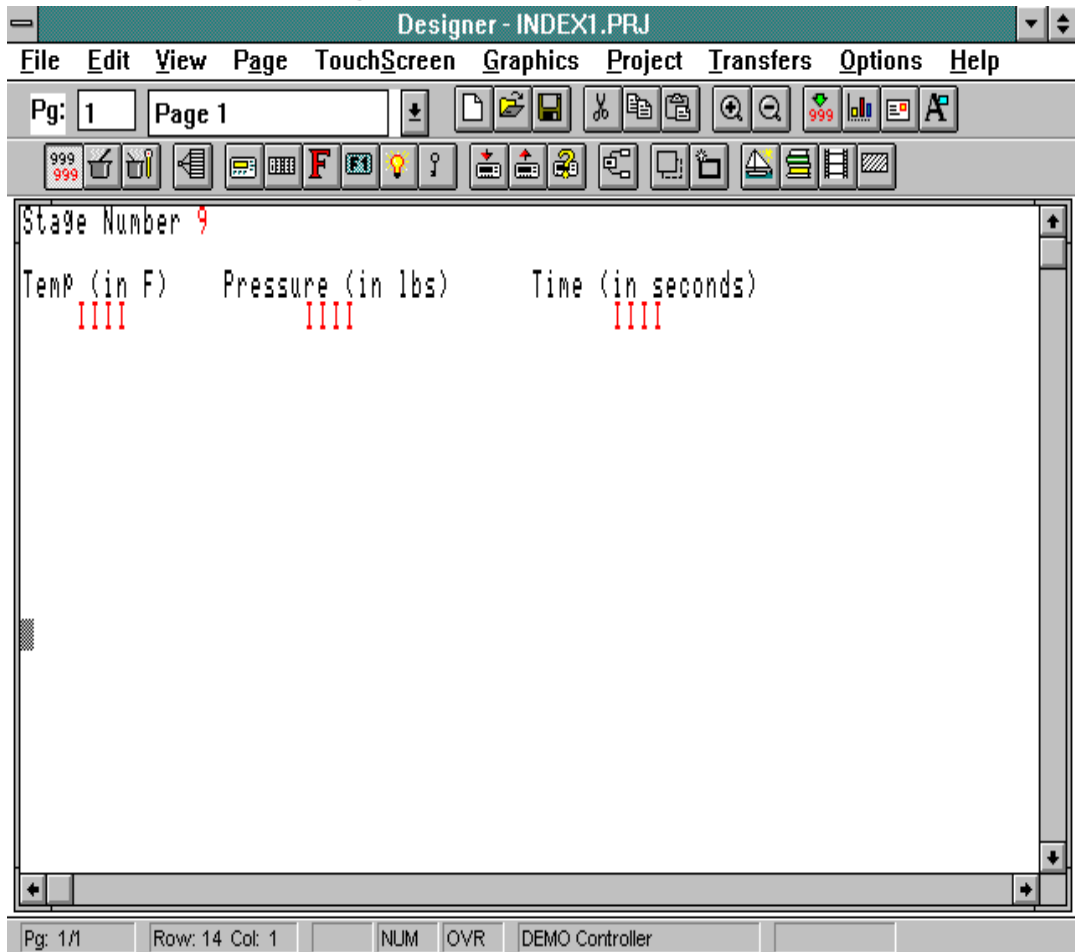 Designer - INDEX1.PRJ
File Edit View Page TouchScreen Graphics Project Transfers Options Help
Pg: 1 Page 1 999
999 999 F F1
Stage Number 9
Temp (in F) Pressure (in lbs) Time (in seconds)
IIII IIII IIII
Pg: 1/1 Row: 14 Col: 1 NUM OVR DEMO Controller